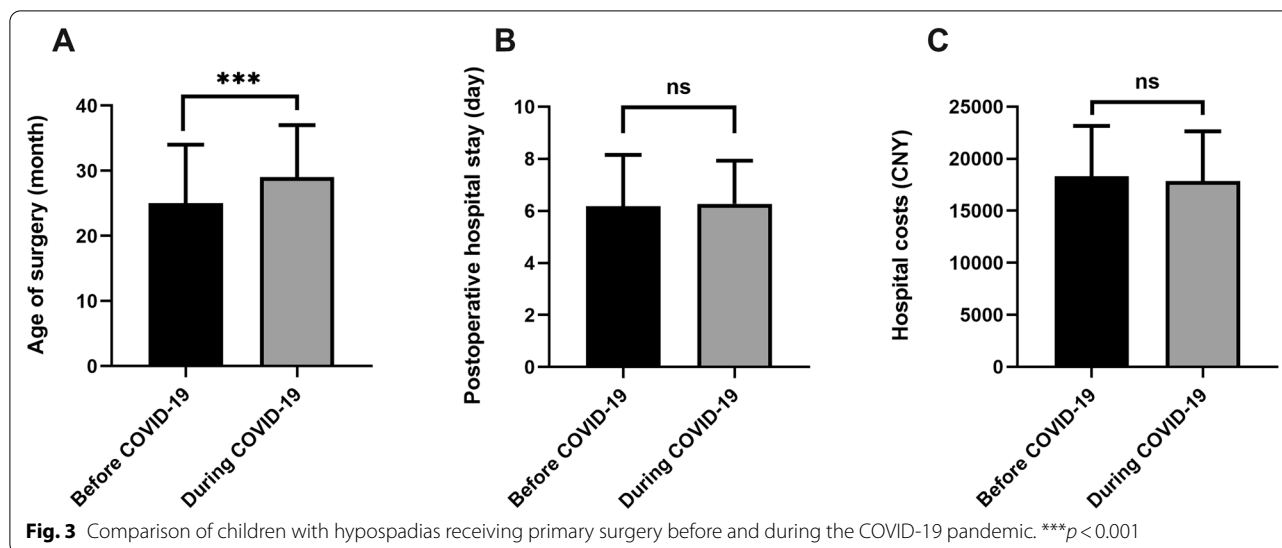 A
***
Age of surgery (month)
40
30
20
10
0
Before COVID-19
During COVID-19
B
ns
Postoperative hospital stay (day)
10
8
6
4
2
0
Before COVID-19
During COVID-19
C
ns
Hospital costs (CNY)
25000
20000
15000
10000
5000
0
Before COVID-19
During COVID-19
Fig. 3 Comparison of children with hypospadias receiving primary surgery before and during the COVID-19 pandemic. ***p < 0.001